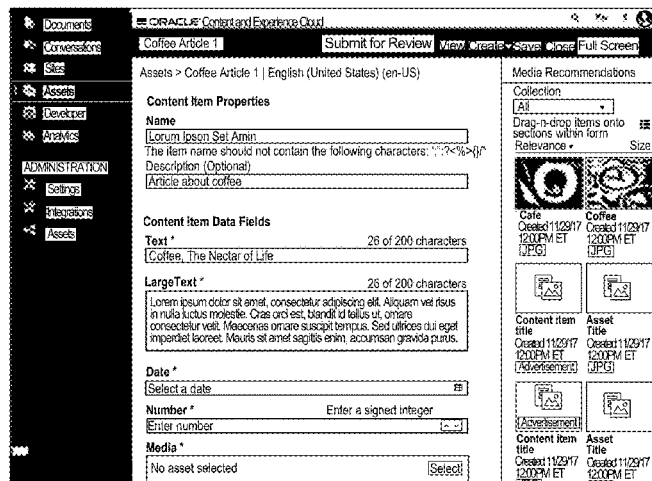 Documents
Conversations
Sites
Assets
Developer
Analytics
ADMINISTRATION
Settings
Integrations
Assets
ORACLE Content and Experience Cloud
Coffee Article 1
Submit for Review
View
Create
Save
Close
Full Screen
Assets > Coffee Article 1 | English (United States) (en-US)
Content Item Properties
Name
Lorum Ipson Set Amin
The item name should not contain the following characters:
Description (Optional)
Article about coffee
Content Item Data Fields
Text * 26 of 200 characters
Coffee, The Nectar of Life
LargeText * 26 of 200 characters
Lorem ipsum dolor sit amet, consectetur adipiscing elit. Aliquam vel risus
in nulla luctus molestie. Cras orci est, blandit id tellus ut, ornare
consectetur velit. Maecenas ornare suscipit tempus. Sed ultrices dui eget
imperdiet laoreet. Mauris sit amet sagittis enim, accumsan gravida purus.
Date *
Select a date
Number * Enter a signed integer
Enter number
Media *
No asset selected Select
Media Recommendations
Collection
All
Drag-n-drop items onto
sections within form
Relevance Size
Cafe
Created 11/29/17
12:00PM ET
JPG
Coffee
Created 11/29/17
12:00PM ET
JPG
Content item
title
Created 11/29/17
12:00PM ET
Advertisement
Asset
Title
Created 11/29/17
12:00PM ET
JPG
Advertisement
Content item
title
Created 11/29/17
12:00PM ET
Asset
Title
Created 11/29/17
12:00PM ET